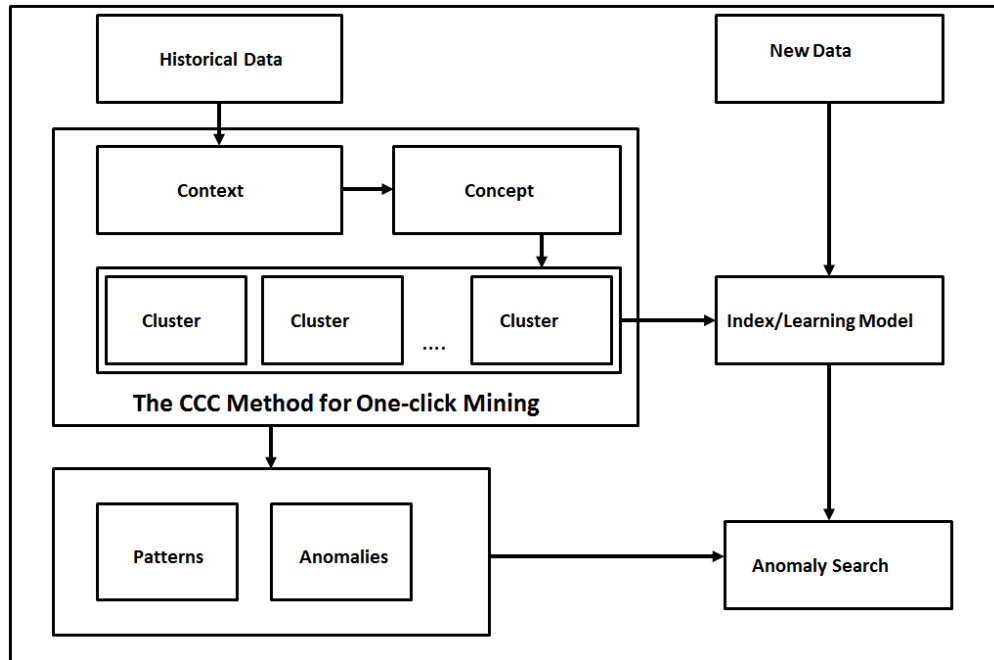 Historical Data
New Data
Context
Concept
Cluster
Cluster
....
Cluster
Index/Learning Model
The CCC Method for One-click Mining
Patterns
Anomalies
Anomaly Search